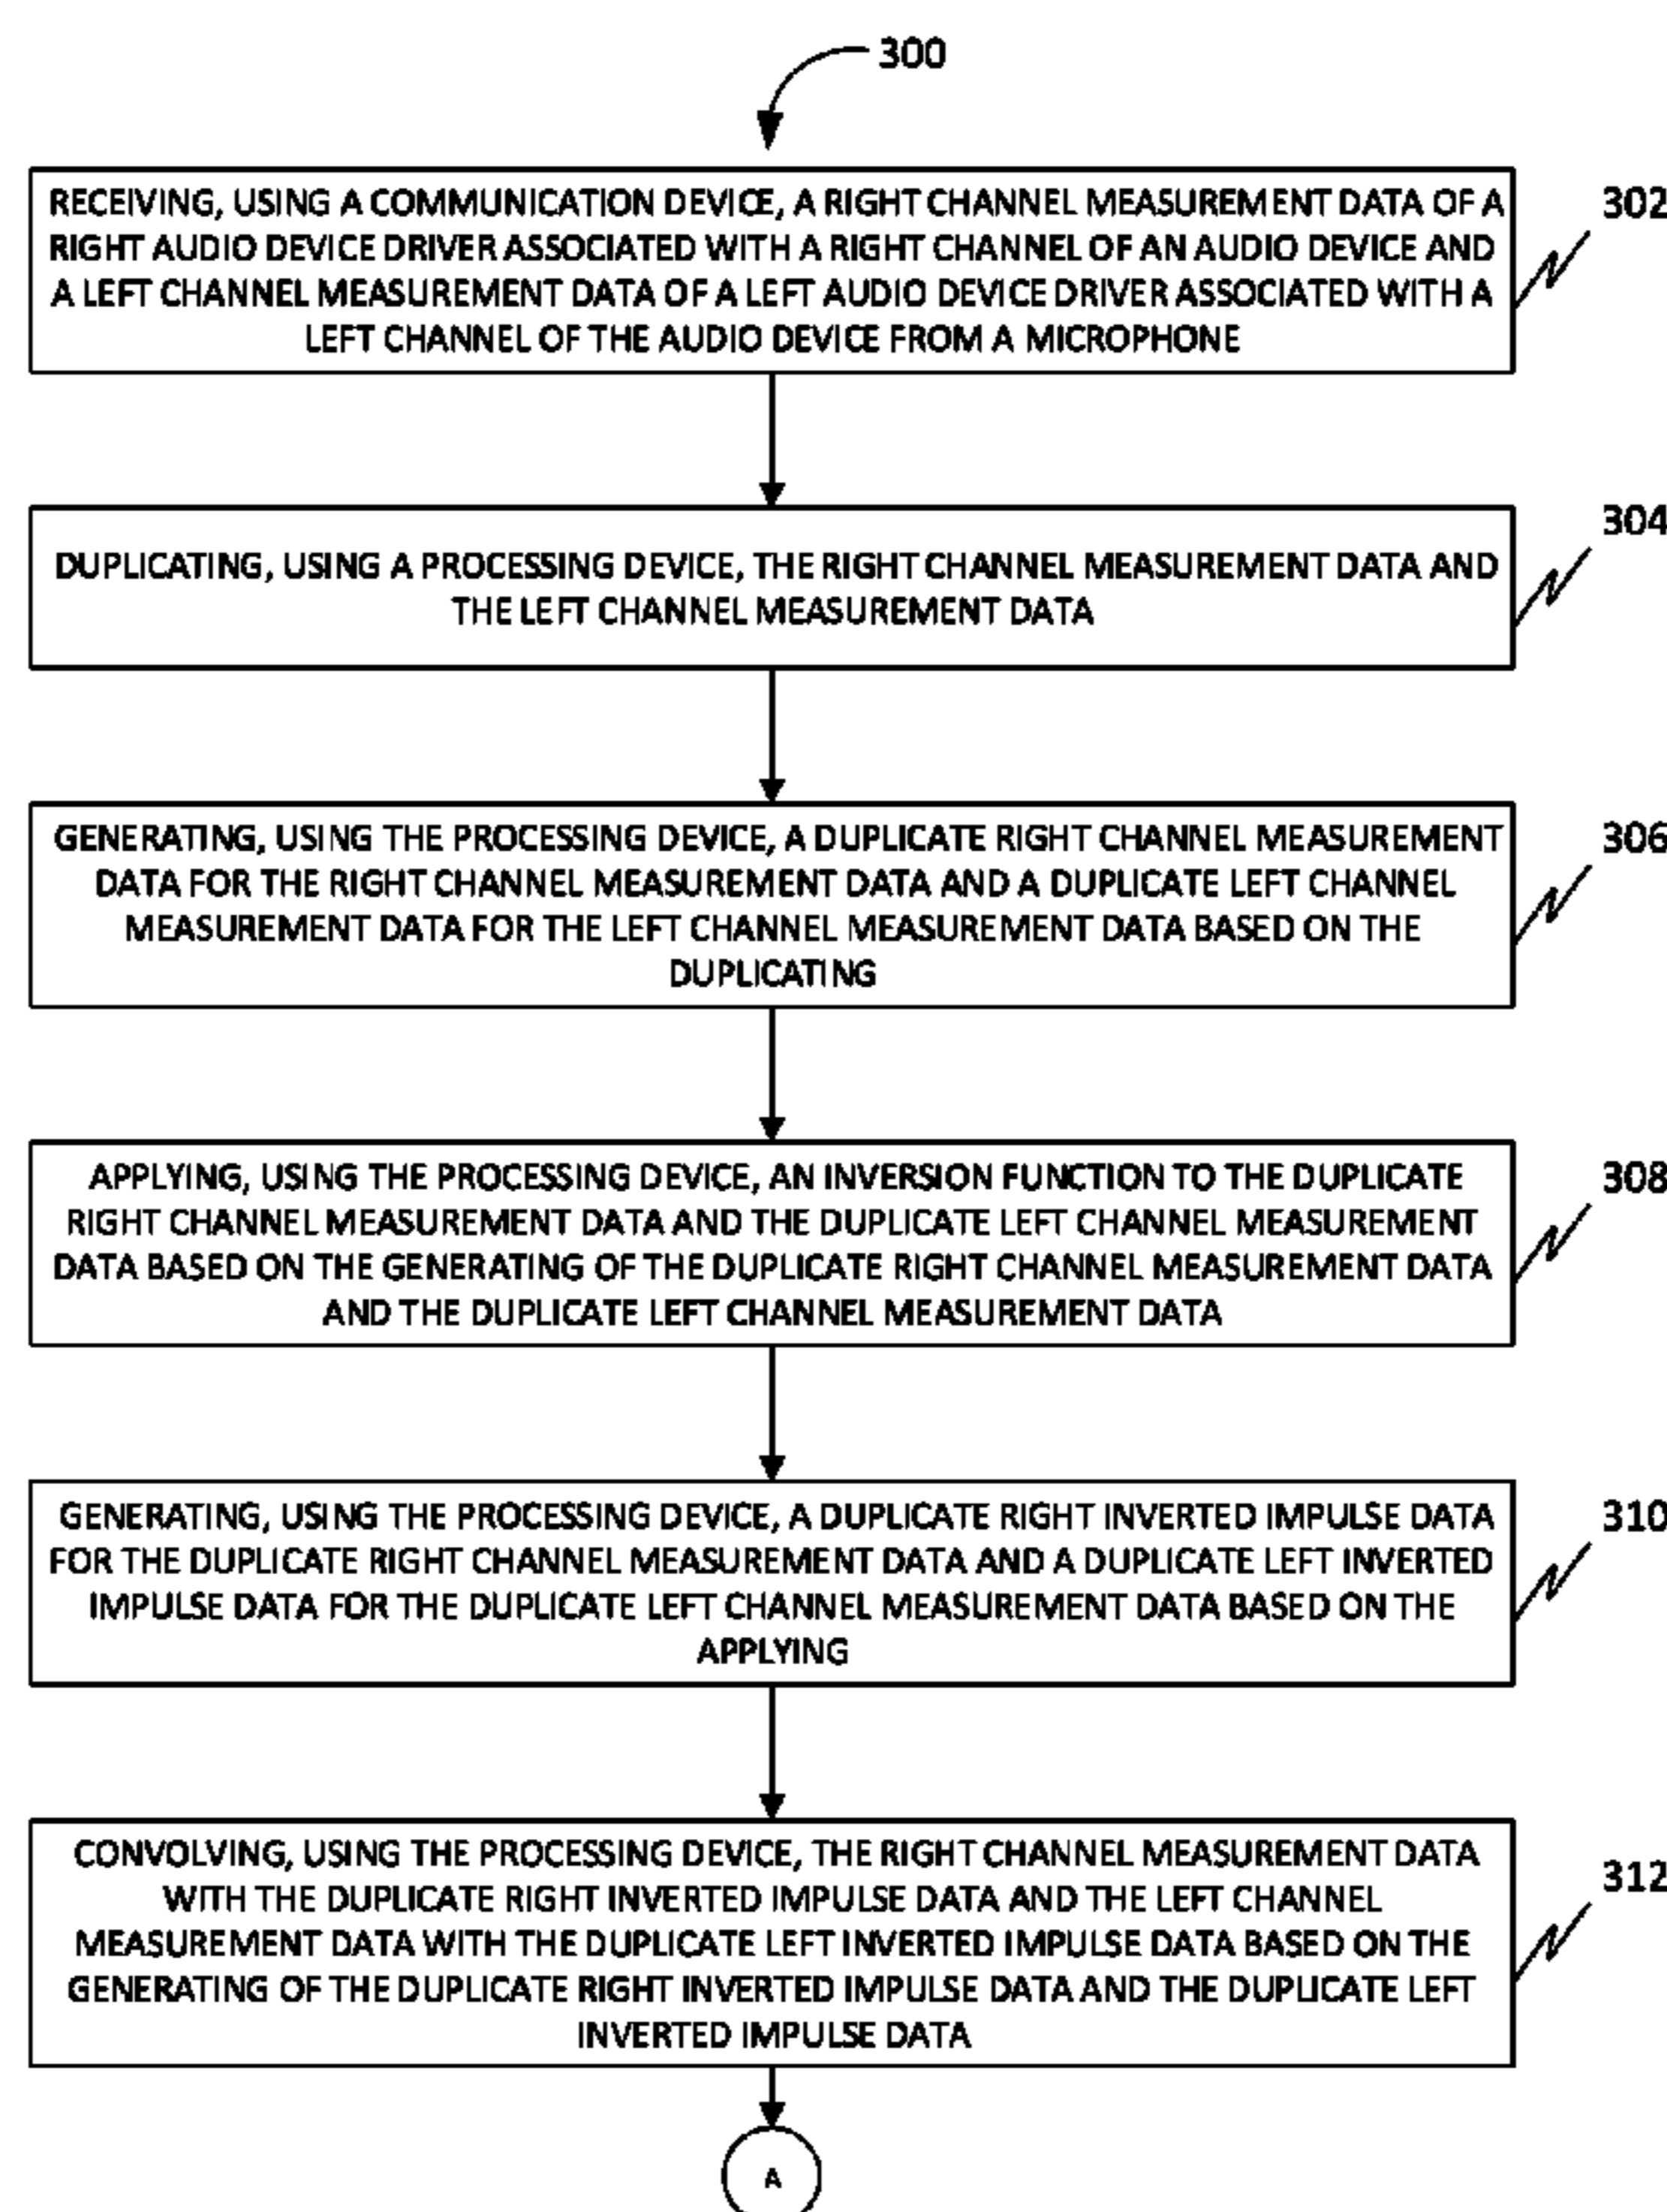 300
RECEIVING, USING A COMMUNICATION DEVICE, A RIGHT CHANNEL MEASUREMENT DATA OF A
RIGHT AUDIO DEVICE DRIVER ASSOCIATED WITH A RIGHT CHANNEL OF AN AUDIO DEVICE AND
A LEFT CHANNEL MEASUREMENT DATA OF A LEFT AUDIO DEVICE DRIVER ASSOCIATED WITH A
LEFT CHANNEL OF THE AUDIO DEVICE FROM A MICROPHONE
302
DUPLICATING, USING A PROCESSING DEVICE, THE RIGHT CHANNEL MEASUREMENT DATA AND
THE LEFT CHANNEL MEASUREMENT DATA
304
GENERATING, USING THE PROCESSING DEVICE, A DUPLICATE RIGHT CHANNEL MEASUREMENT
DATA FOR THE RIGHT CHANNEL MEASUREMENT DATA AND A DUPLICATE LEFT CHANNEL
MEASUREMENT DATA FOR THE LEFT CHANNEL MEASUREMENT DATA BASED ON THE
DUPLICATING
306
APPLYING, USING THE PROCESSING DEVICE, AN INVERSION FUNCTION TO THE DUPLICATE
RIGHT CHANNEL MEASUREMENT DATA AND THE DUPLICATE LEFT CHANNEL MEASUREMENT
DATA BASED ON THE GENERATING OF THE DUPLICATE RIGHT CHANNEL MEASUREMENT DATA
AND THE DUPLICATE LEFT CHANNEL MEASUREMENT DATA
308
GENERATING, USING THE PROCESSING DEVICE, A DUPLICATE RIGHT INVERTED IMPULSE DATA
FOR THE DUPLICATE RIGHT CHANNEL MEASUREMENT DATA AND A DUPLICATE LEFT INVERTED
IMPULSE DATA FOR THE DUPLICATE LEFT CHANNEL MEASUREMENT DATA BASED ON THE
APPLYING
310
CONVOLVING, USING THE PROCESSING DEVICE, THE RIGHT CHANNEL MEASUREMENT DATA
WITH THE DUPLICATE RIGHT INVERTED IMPULSE DATA AND THE LEFT CHANNEL
MEASUREMENT DATA WITH THE DUPLICATE LEFT INVERTED IMPULSE DATA BASED ON THE
GENERATING OF THE DUPLICATE RIGHT INVERTED IMPULSE DATA AND THE DUPLICATE LEFT
INVERTED IMPULSE DATA
312
A